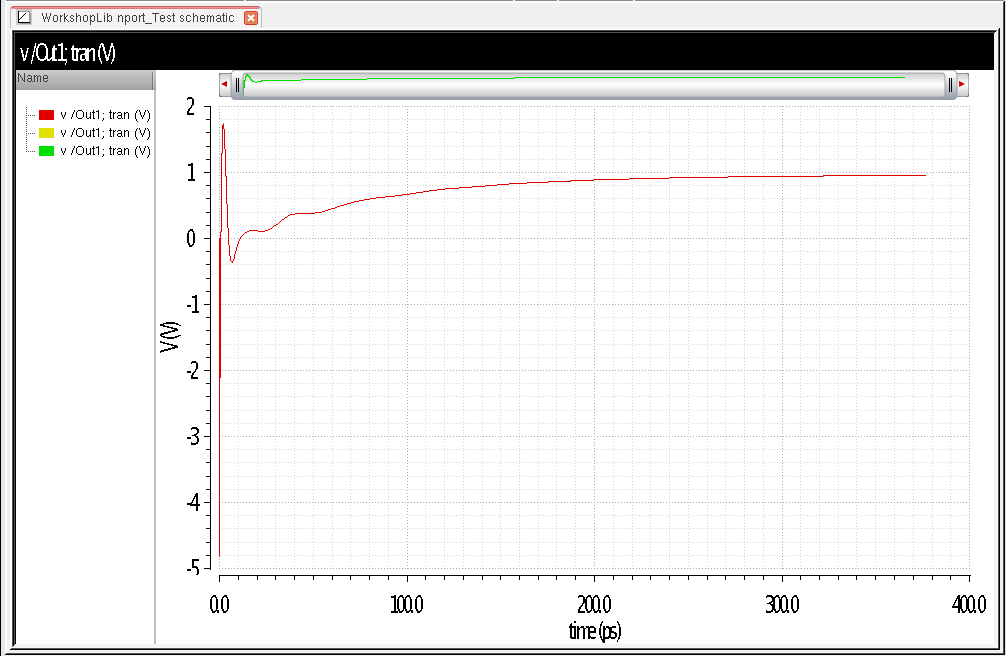 WorkshopLib nport_Test schematic
v /Out1; tran (V)
Name
v /Out1; tran (V)
v /Out1; tran (V)
v /Out1; tran (V)
2
1
0
-1
-2
-3
-4
-5
V (V)
0.0 100.0 200.0 300.0 400.0
time (ps)